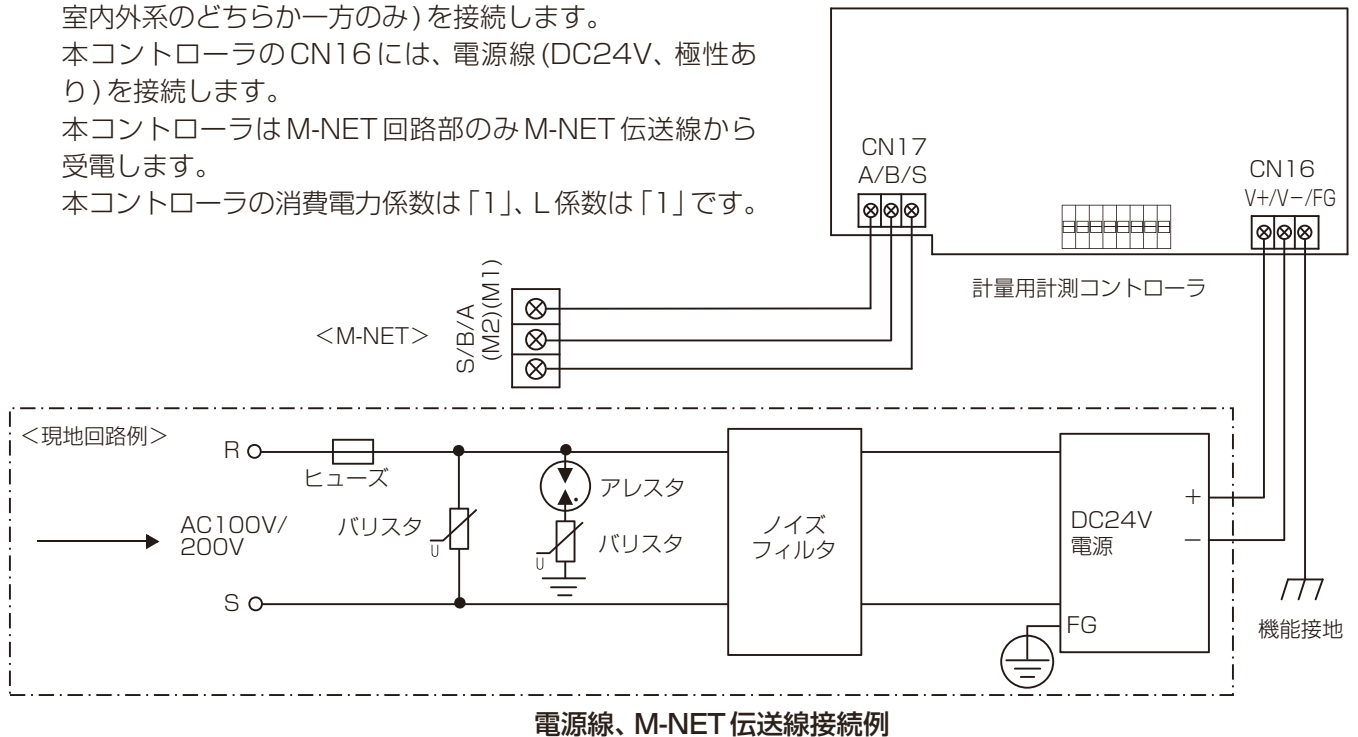 室内外系のどちらか一方のみ)を接続します。
本コントローラのCN16には、電源線(DC24V、極性あ
り)を接続します。
本コントローラはM-NET回路部のみM-NET伝送線から
受電します。
本コントローラの消費電力係数は「1」、L係数は「1」です。
CN17
A/B/S
CN16
V+/V−/FG
計量用計測コントローラ
<M-NET>
S/B/A
(M2)(M1)
<現地回路例>
R
ヒューズ
アレスタ
AC100V/
200V
バリスタ
U
バリスタ
U
ノイズ
フィルタ
DC24V
電源
+
−
S
FG
機能接地
電源線、M-NET伝送線接続例